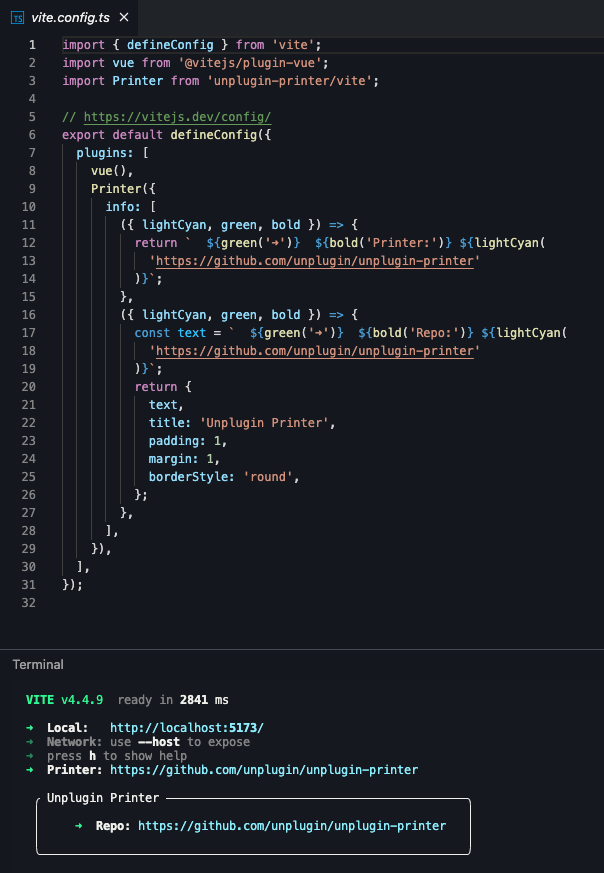 TS vite.config.ts ×
1 import { defineConfig } from 'vite';
2 import vue from '@vitejs/plugin-vue';
3 import Printer from 'unplugin-printer/vite';
4
5 // https://vitejs.dev/config/
6 export default defineConfig({
7   plugins: [
8     vue(),
9     Printer({
10       info: [
11         ({ lightCyan, green, bold }) => {
12           return `  ${green('➜')}  ${bold('Printer:')} ${lightCyan(
13             'https://github.com/unplugin/unplugin-printer'
14           )}`;
15         },
16         ({ lightCyan, green, bold }) => {
17           const text = `  ${green('➜')}  ${bold('Repo:')} ${lightCyan(
18             'https://github.com/unplugin/unplugin-printer'
19           )}`;
20           return {
21             text,
22             title: 'Unplugin Printer',
23             padding: 1,
24             margin: 1,
25             borderStyle: 'round',
26           };
27         },
28       ],
29     }),
30   ],
31 });
32
Terminal
VITE v4.4.9  ready in 2841 ms
➜  Local:   http://localhost:5173/
➜  Network: use --host to expose
➜  press h to show help
➜  Printer: https://github.com/unplugin/unplugin-printer
Unplugin Printer
➜  Repo: https://github.com/unplugin/unplugin-printer